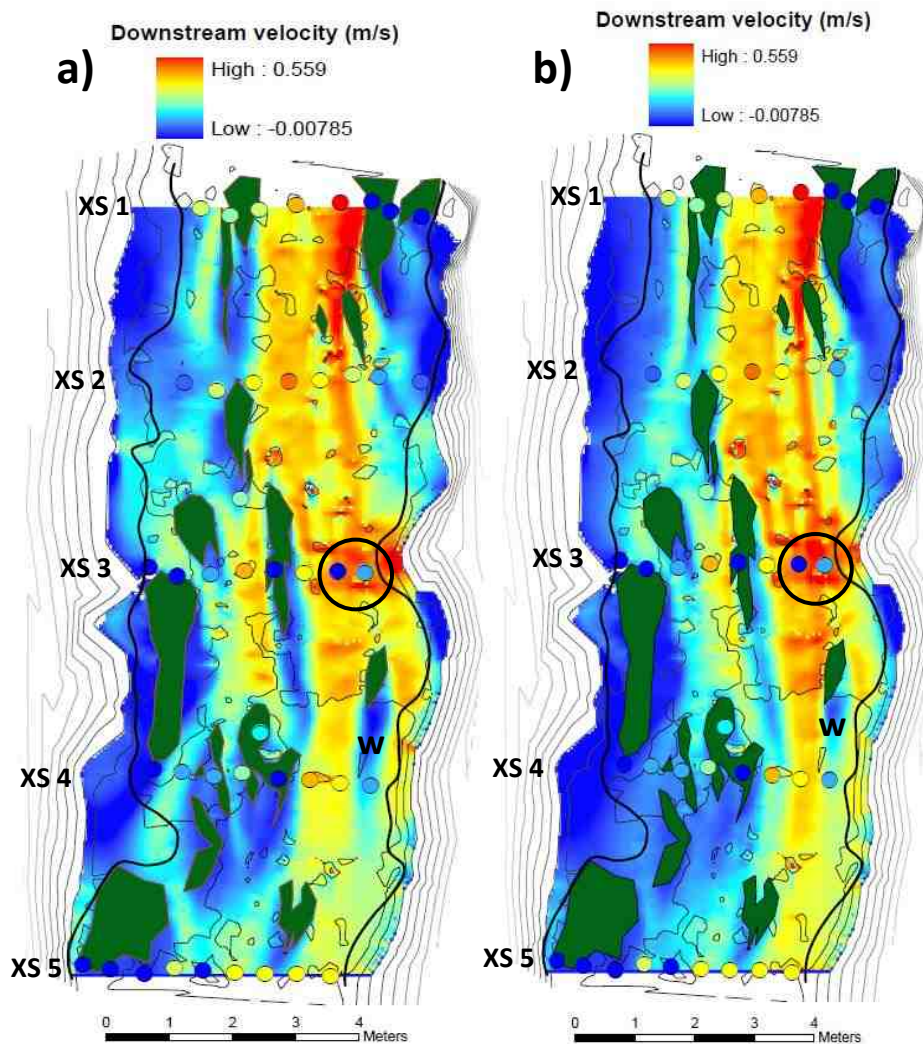 Downstream velocity (m/s)
a)
High : 0.559
Low : -0.00785
XS 1
XS 2
XS 3
W
XS 4
XS 5
0 1 2 3 4
Meters
Downstream velocity (m/s)
b)
High : 0.559
Low : -0.00785
XS 1
XS 2
XS 3
W
XS 4
XS 5
0 1 2 3 4
Meters